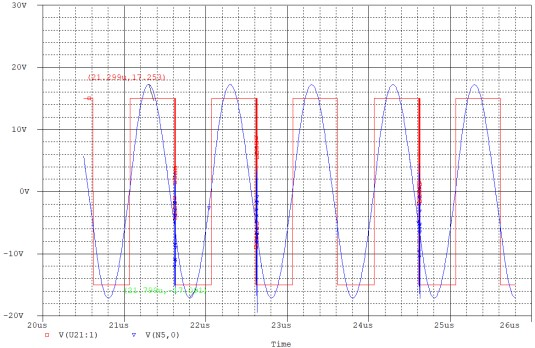 30V
20V
(21.299u,17.253)
10V
0V
-10V
-20V
20us 21us 22us 23us 24us 25us 26us
V(U21:1) V(N5,0)
Time